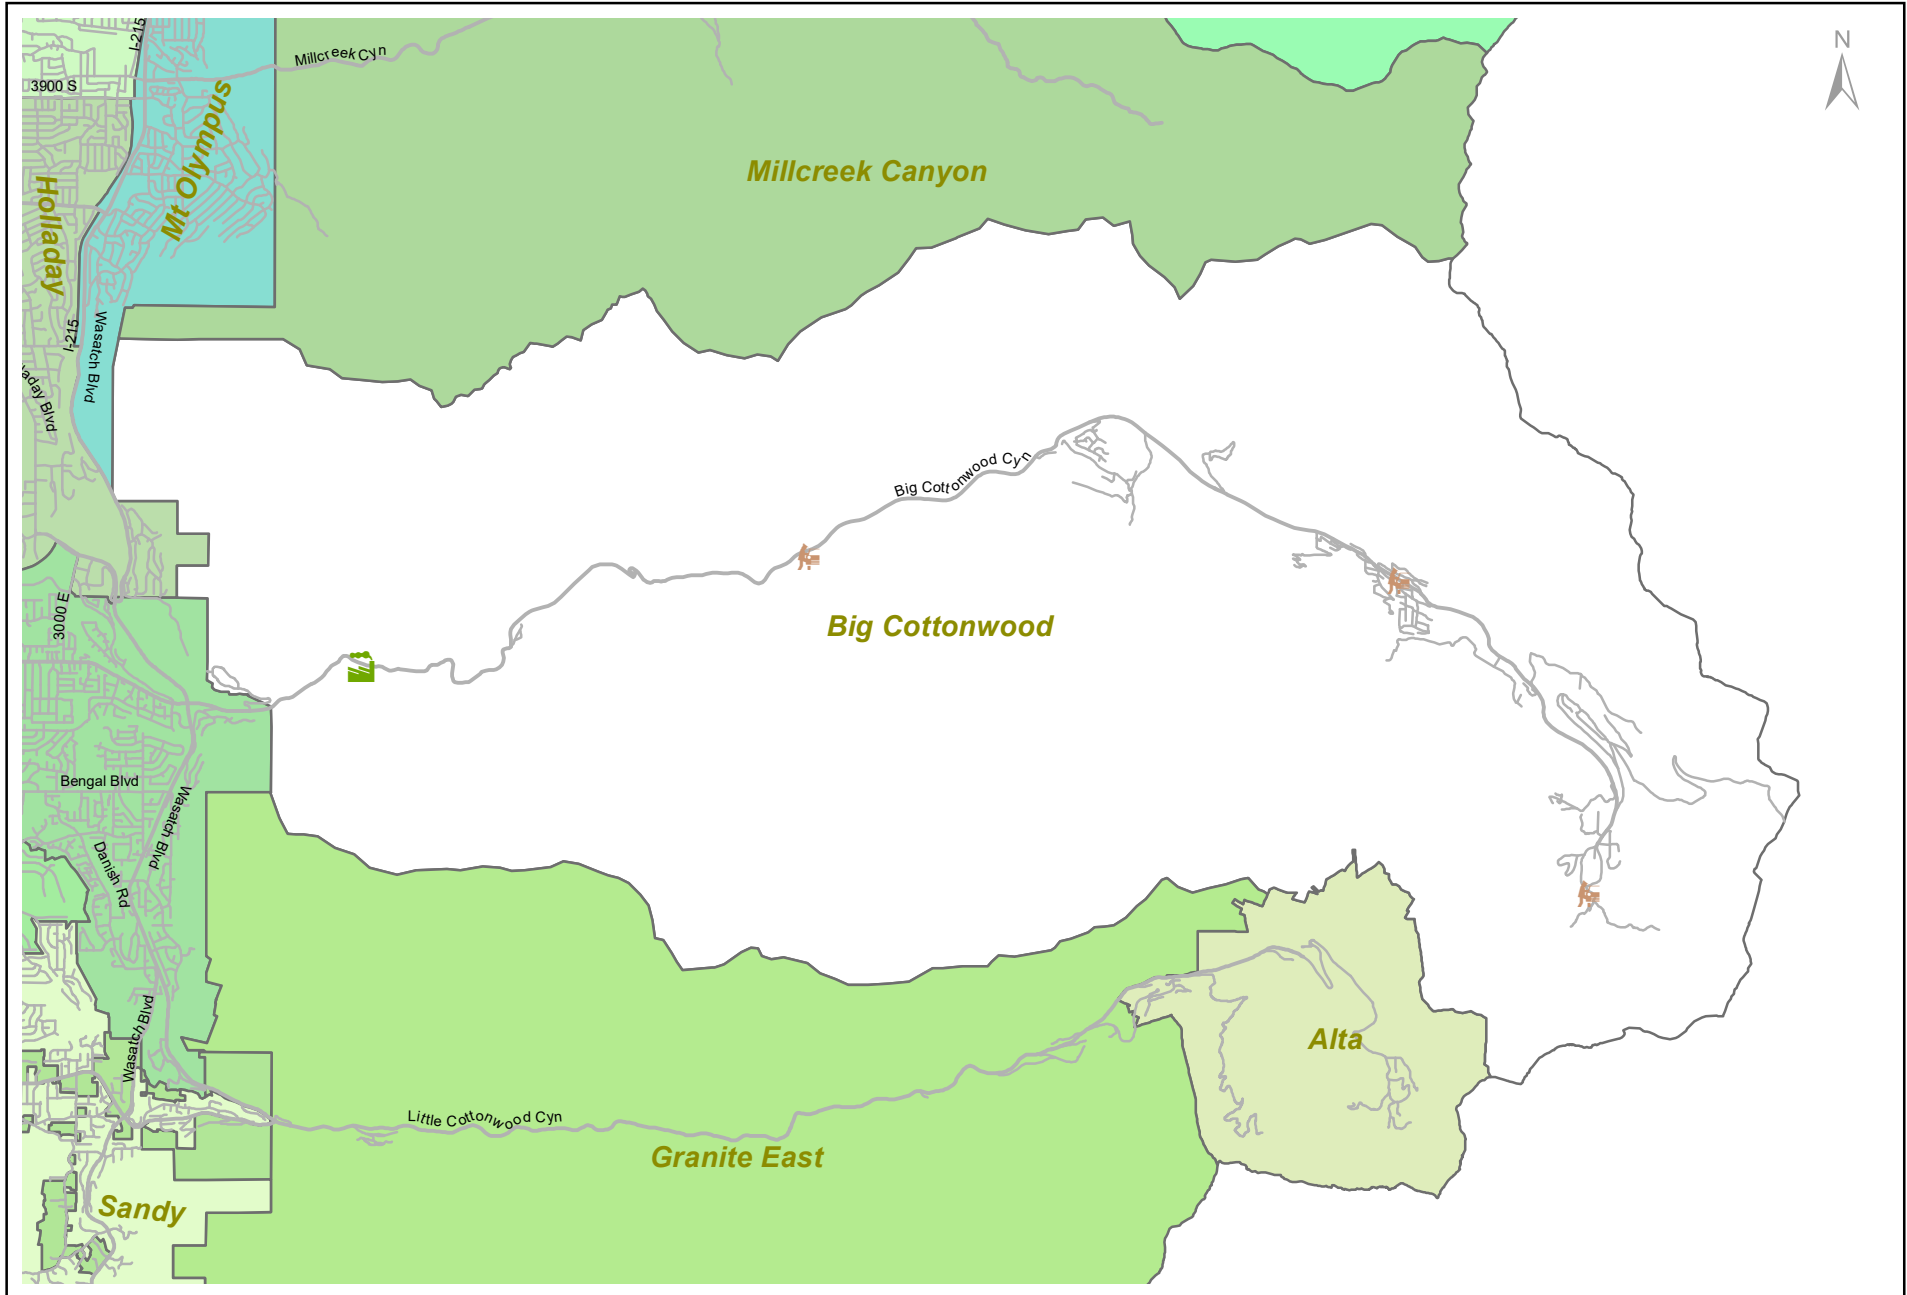 I-215
Millcreek Cyn
N
3900 S
Mt Olympus
Millcreek Canyon
Holladay
I-215
Wasatch Blvd
Blvd
Big Cottonwood Cyn
3000 E
Big Cottonwood
Bengal Blvd
Wasatch Blvd
Danish Rd
Wasatch Blvd
Alta
Little Cottonwood Cyn
Granite East
Sandy